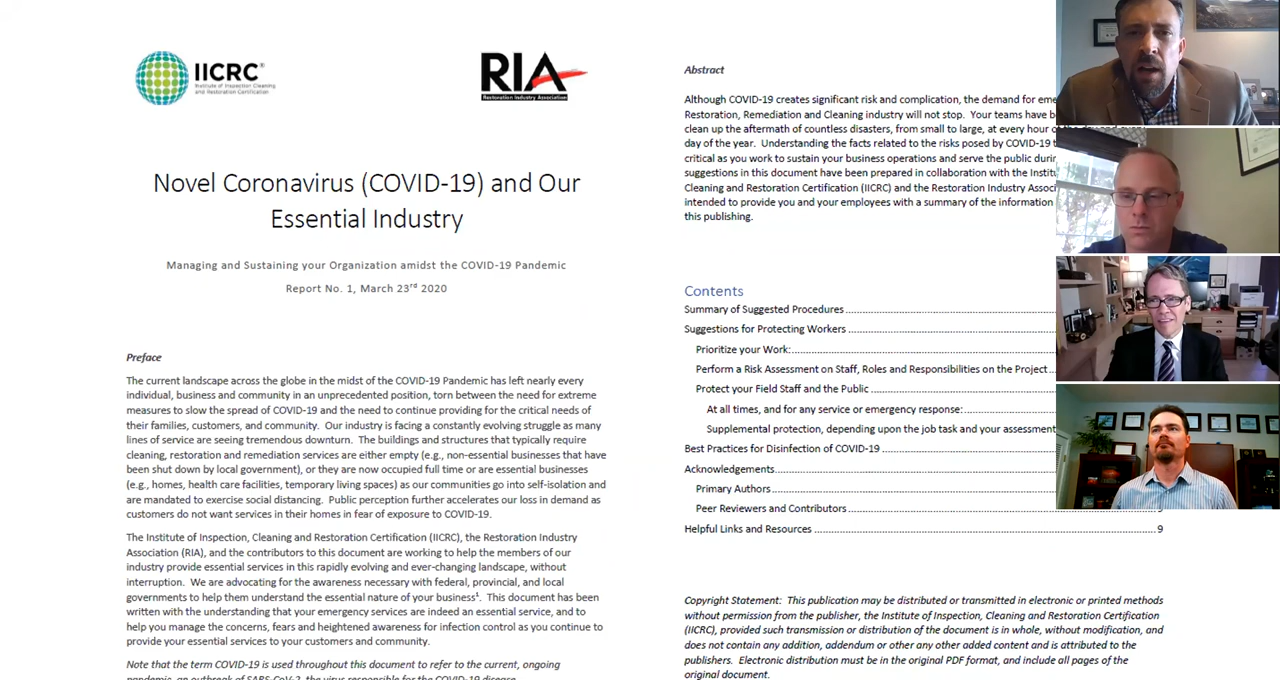 IICRC®
Institute of Inspection Cleaning
and Restoration Certification
RIA
Restoration Industry Association
Novel Coronavirus (COVID-19) and Our
Essential Industry
Managing and Sustaining your Organization amidst the COVID-19 Pandemic
Report No. 1, March 23rd 2020
Preface
The current landscape across the globe in the midst of the COVID-19 Pandemic has left nearly every
individual, business and community in an unprecedented position, torn between the need for extreme
measures to slow the spread of COVID-19 and the need to continue providing for the critical needs of
their families, customers, and community. Our industry is facing a constantly evolving struggle as many
lines of service are seeing tremendous downturn. The buildings and structures that typically require
cleaning, restoration and remediation services are either empty (e.g., non-essential businesses that have
been shut down by local government), or they are now occupied full time or are essential businesses
(e.g., homes, health care facilities, temporary living spaces) as our communities go into self-isolation and
are mandated to exercise social distancing. Public perception further accelerates our loss in demand as
customers do not want services in their homes in fear of exposure to COVID-19.
The Institute of Inspection, Cleaning and Restoration Certification (IICRC), the Restoration Industry
Association (RIA), and the contributors to this document are working to help the members of our
industry provide essential services in this rapidly evolving and ever-changing landscape, without
interruption. We are advocating for the awareness necessary with federal, provincial, and local
governments to help them understand the essential nature of your business¹. This document has been
written with the understanding that your emergency services are indeed an essential service, and to
help you manage the concerns, fears and heightened awareness for infection control as you continue to
provide your essential services to your customers and community.
Note that the term COVID-19 is used throughout this document to refer to the current, ongoing
pandemic, an outbreak of SARS-CoV-2, the virus responsible for the COVID-19 disease.
Abstract
Although COVID-19 creates significant risk and complication, the demand for eme
Restoration, Remediation and Cleaning industry will not stop. Your teams have b
clean up the aftermath of countless disasters, from small to large, at every hour o
day of the year. Understanding the facts related to the risks posed by COVID-19 t
critical as you work to sustain your business operations and serve the public durin
suggestions in this document have been prepared in collaboration with the Institu
Cleaning and Restoration Certification (IICRC) and the Restoration Industry Associ
intended to provide you and your employees with a summary of the information
this publishing.
Contents
Summary of Suggested Procedures
Suggestions for Protecting Workers
Prioritize your Work:
Perform a Risk Assessment on Staff, Roles and Responsibilities on the Project
Protect your Field Staff and the Public
At all times, and for any service or emergency response:
Supplemental protection, depending upon the job task and your assessment
Best Practices for Disinfection of COVID-19
Acknowledgements
Primary Authors
Peer Reviewers and Contributors
Helpful Links and Resources 9
Copyright Statement: This publication may be distributed or transmitted in electronic or printed methods
without permission from the publisher, the Institute of Inspection, Cleaning and Restoration Certification
(IICRC), provided such transmission or distribution of the document is in whole, without modification, and
does not contain any addition, addendum or other any other added content and is attributed to the
publishers. Electronic distribution must be in the original PDF format, and include all pages of the
original document.